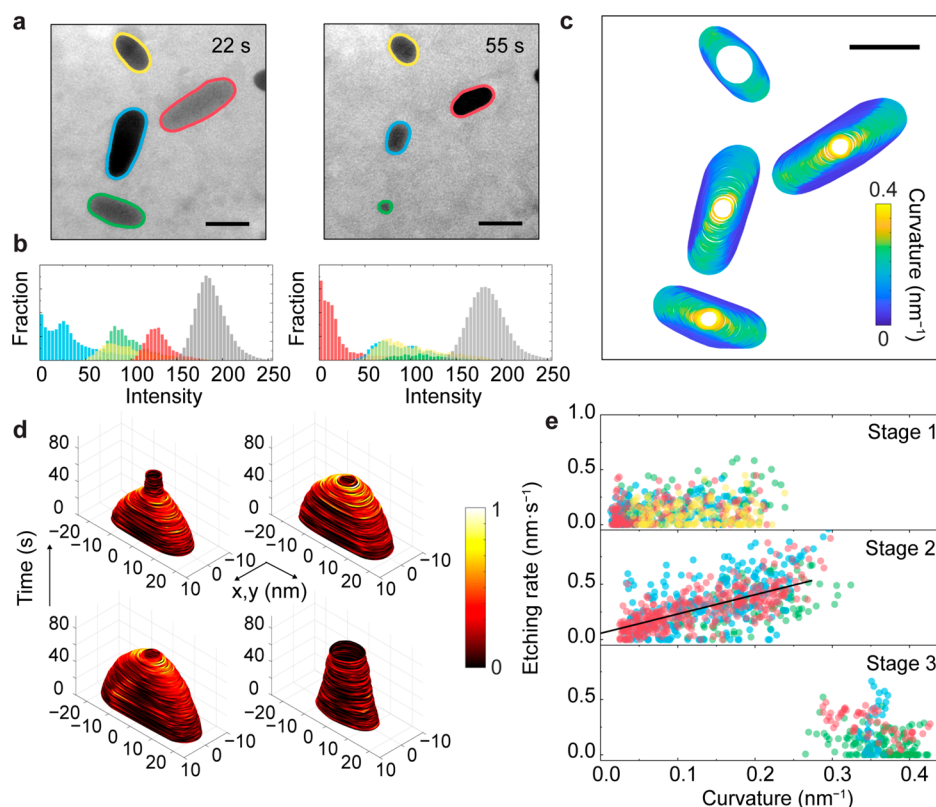 a
22 s
55 s
c
0.4
Curvature (nm⁻¹)
0
b
Fraction
0 50 100 150 200 250
Intensity
Fraction
0 50 100 150 200 250
Intensity
d
80
40
0
−20
−10
0
10
20
0
−10
80
40
0
−20
−10
0
10
20
0
−10
Time (s)
x,y (nm)
1
0
80
40
0
−20
−10
0
10
20
10
0
−10
80
40
0
−20
−10
0
10
20
10
0
−10
e
1.0
Stage 1
0.5
0.0
Stage 2
0.5
0.0
Stage 3
0.5
0.0
Etching rate (nm·s⁻¹)
0.0 0.1 0.2 0.3 0.4
Curvature (nm⁻¹)